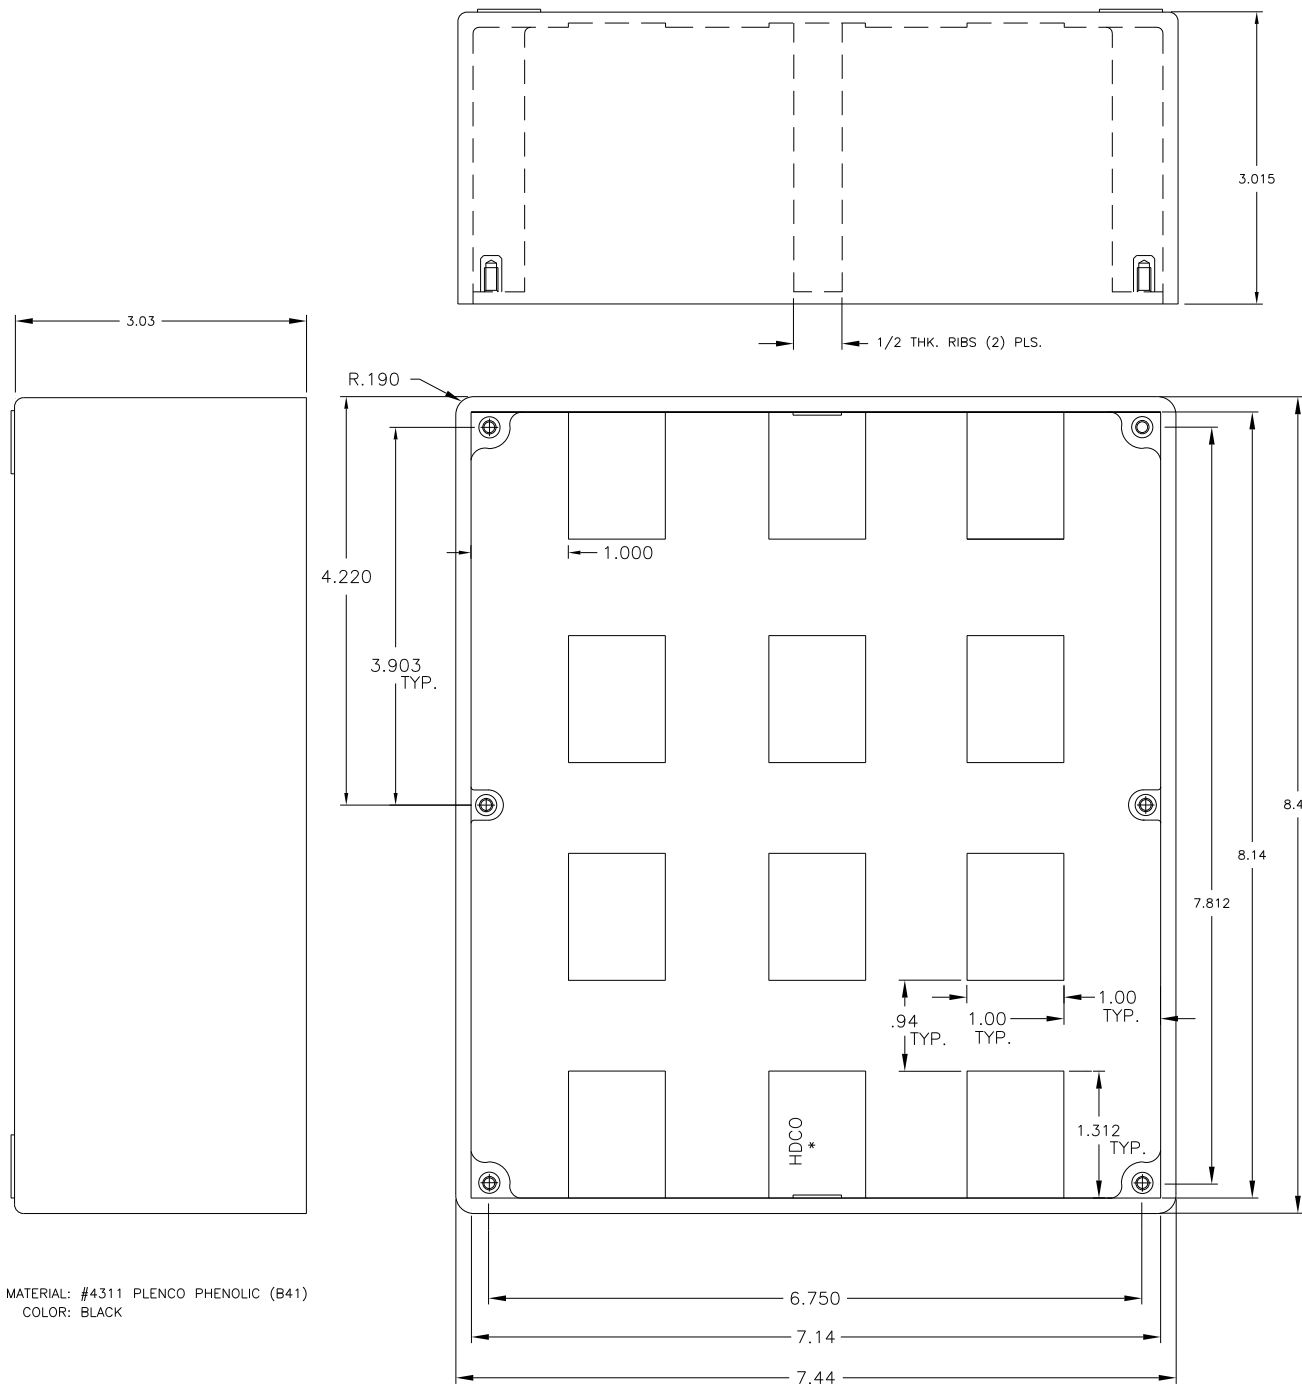 3.015
3.03
1/2 THK. RIBS (2) PLS.
R.190
1.000
4.220
3.903
TYP.
8.4
8.14
7.812
1.00
TYP.
1.00
TYP.
.94
TYP.
1.312
TYP.
HDCO
*
MATERIAL: #4311 PLENCO PHENOLIC (B41)
COLOR: BLACK
6.750
7.14
7.44